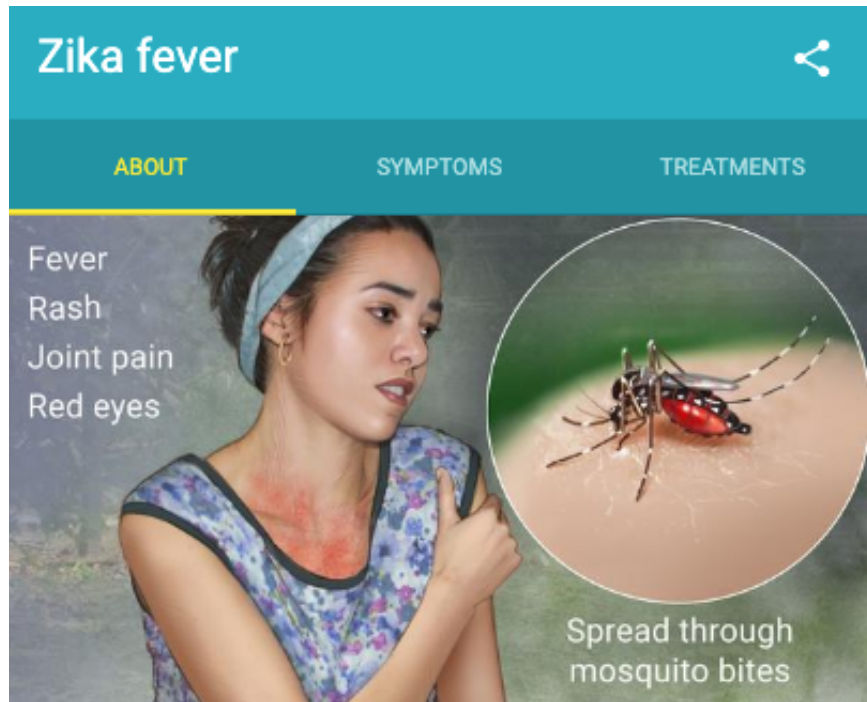 Zika fever
ABOUT
SYMPTOMS
TREATMENTS
Fever
Rash
Joint pain
Red eyes
Spread through
mosquito bites